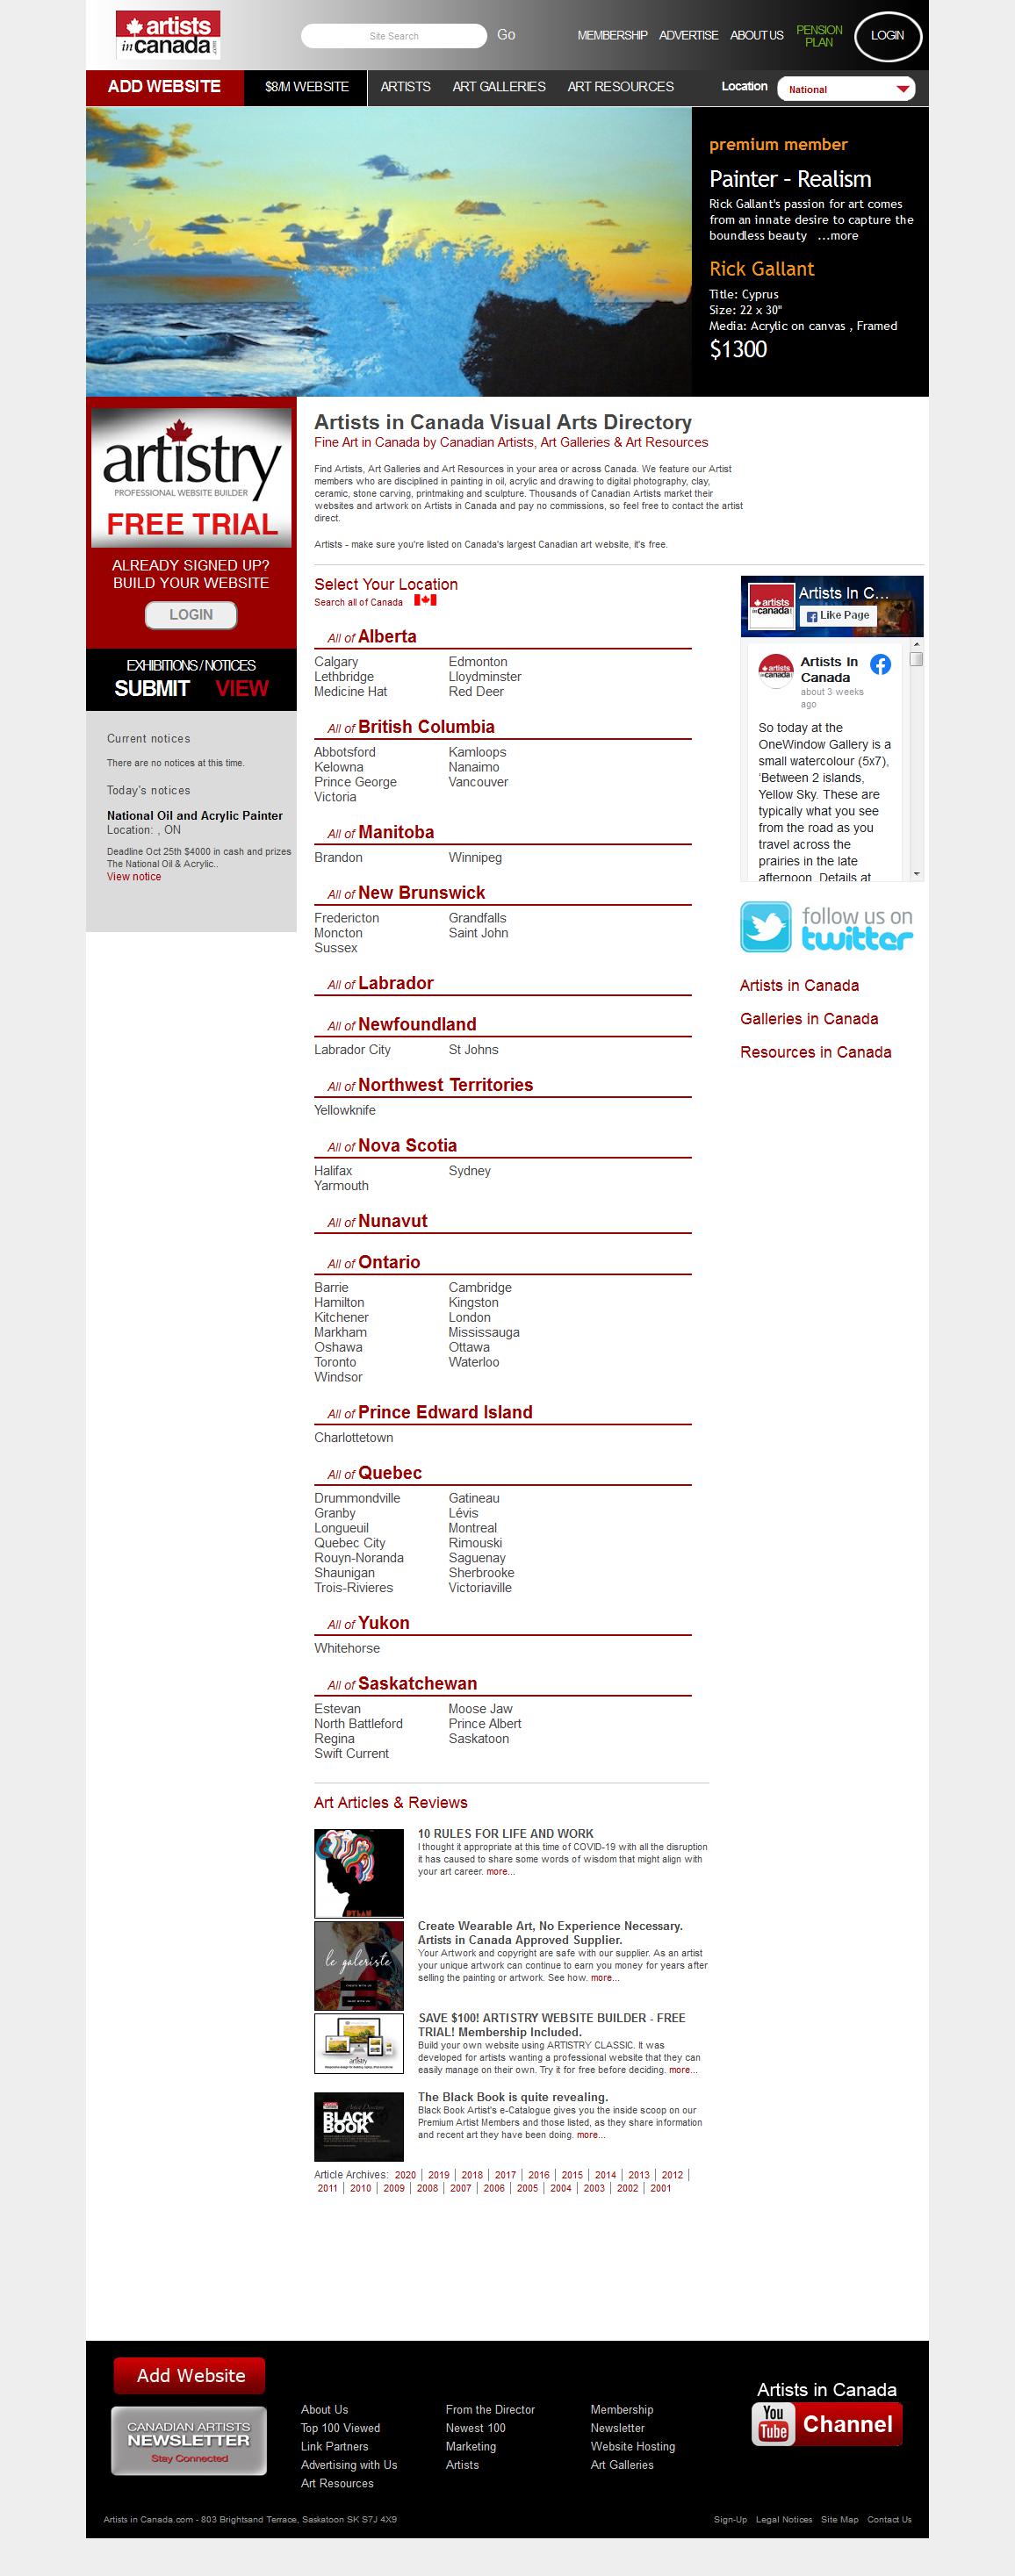 artists
in canada.com
Site Search
Go
MEMBERSHIP
ADVERTISE
ABOUT US
PENSION
PLAN
LOGIN
ADD WEBSITE
$8/M WEBSITE
ARTISTS
ART GALLERIES
ART RESOURCES
Location
National
premium member
Painter - Realism
Rick Gallant's passion for art comes
from an innate desire to capture the
boundless beauty ...more
Rick Gallant
Title: Cyprus
Size: 22 x 30"
Media: Acrylic on canvas , Framed
$1300
artistry
PROFESSIONAL WEBSITE BUILDER
FREE TRIAL
ALREADY SIGNED UP?
BUILD YOUR WEBSITE
LOGIN
EXHIBITIONS / NOTICES
SUBMIT VIEW
Current notices
There are no notices at this time.
Today's notices
National Oil and Acrylic Painter
Location: , ON
Deadline Oct 25th $4000 in cash and prizes
The National Oil & Acrylic..
View notice
Artists in Canada Visual Arts Directory
Fine Art in Canada by Canadian Artists, Art Galleries & Art Resources
Find Artists, Art Galleries and Art Resources in your area or across Canada. We feature our Artist
members who are disciplined in painting in oil, acrylic and drawing to digital photography, clay,
ceramic, stone carving, printmaking and sculpture. Thousands of Canadian Artists market their
websites and artwork on Artists in Canada and pay no commissions, so feel free to contact the artist
direct.
Artists - make sure you're listed on Canada's largest Canadian art website, it's free.
Select Your Location
Search all of Canada
All of Alberta
Calgary Edmonton
Lethbridge Lloydminster
Medicine Hat Red Deer
All of British Columbia
Abbotsford Kamloops
Kelowna Nanaimo
Prince George Vancouver
Victoria
All of Manitoba
Brandon Winnipeg
All of New Brunswick
Fredericton Grandfalls
Moncton Saint John
Sussex
All of Labrador
All of Newfoundland
Labrador City St Johns
All of Northwest Territories
Yellowknife
All of Nova Scotia
Halifax Sydney
Yarmouth
All of Nunavut
All of Ontario
Barrie Cambridge
Hamilton Kingston
Kitchener London
Markham Mississauga
Oshawa Ottawa
Toronto Waterloo
Windsor
All of Prince Edward Island
Charlottetown
All of Quebec
Drummondville Gatineau
Granby Lévis
Longueuil Montreal
Quebec City Rimouski
Rouyn-Noranda Saguenay
Shaunigan Sherbrooke
Trois-Rivieres Victoriaville
All of Yukon
Whitehorse
All of Saskatchewan
Estevan Moose Jaw
North Battleford Prince Albert
Regina Saskatoon
Swift Current
artists
in canada
Artists In C...
Like Page
artists
in canada
Artists In
Canada
about 3 weeks
ago
So today at the
OneWindow Gallery is a
small watercolour (5x7),
'Between 2 islands,
Yellow Sky. These are
typically what you see
from the road as you
travel across the
prairies in the late
afternoon. Details at
follow us on
twitter
Artists in Canada
Galleries in Canada
Resources in Canada
Art Articles & Reviews
DYLAN
10 RULES FOR LIFE AND WORK
I thought it appropriate at this time of COVID-19 with all the disruption
it has caused to share some words of wisdom that might align with
your art career. more...
le galeriste
Create Wearable Art, No Experience Necessary.
Artists in Canada Approved Supplier.
Your Artwork and copyright are safe with our supplier. As an artist
your unique artwork can continue to earn you money for years after
selling the painting or artwork. See how. more...
artistry
SAVE $100! ARTISTRY WEBSITE BUILDER - FREE
TRIAL! Membership Included.
Build your own website using ARTISTRY CLASSIC. It was
developed for artists wanting a professional website that they can
easily manage on their own. Try it for free before deciding. more...
BLACK
BOOK
The Black Book is quite revealing.
Black Book Artist's e-Catalogue gives you the inside scoop on our
Premium Artist Members and those listed, as they share information
and recent art they have been doing. more...
Article Archives: 2020 | 2019 | 2018 | 2017 | 2016 | 2015 | 2014 | 2013 | 2012 |
2011 | 2010 | 2009 | 2008 | 2007 | 2006 | 2005 | 2004 | 2003 | 2002 | 2001
Add Website
CANADIAN ARTISTS
NEWSLETTER
Stay Connected
About Us From the Director Membership
Top 100 Viewed Newest 100 Newsletter
Link Partners Marketing Website Hosting
Advertising with Us Artists Art Galleries
Art Resources
Artists in Canada
You Tube Channel
Artists in Canada.com - 803 Brightsand Terrace, Saskatoon SK S7J 4X9
Sign-Up Legal Notices Site Map Contact Us